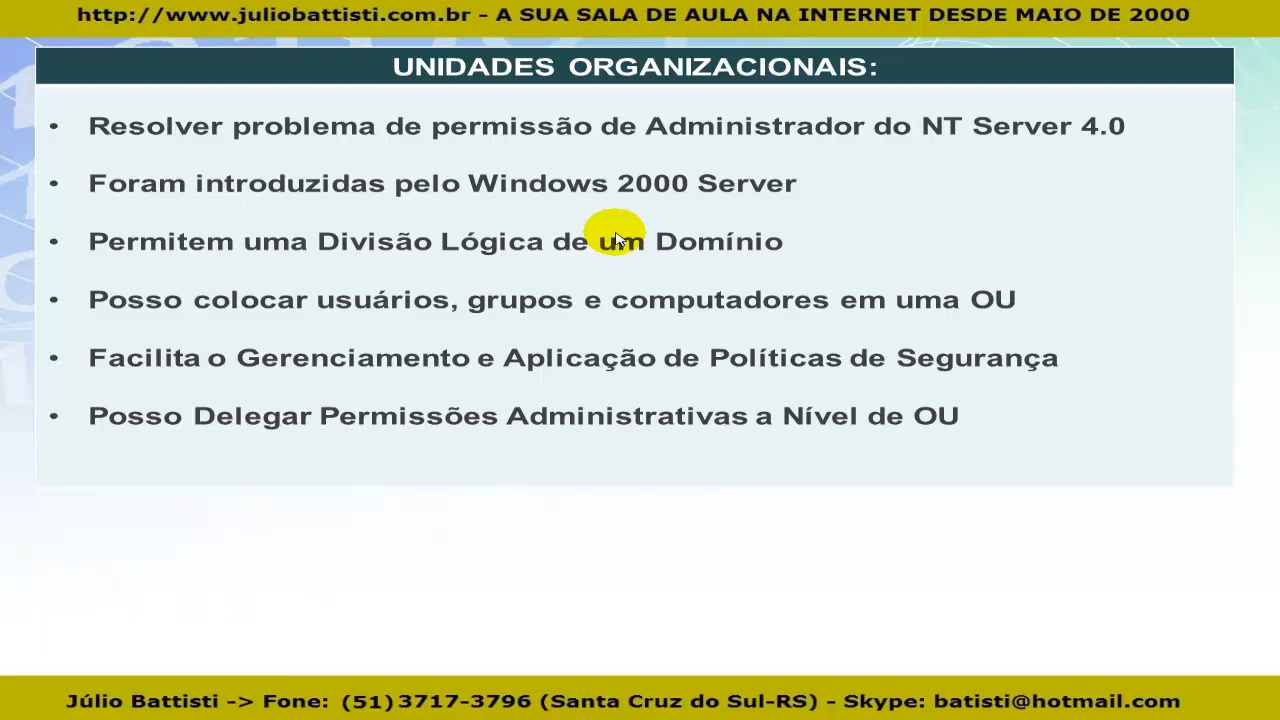 http://www.juliobattisti.com.br - A SUA SALA DE AULA NA INTERNET DESDE MAIO DE 2000
UNIDADES ORGANIZACIONAIS:
• Resolver problema de permissão de Administrador do NT Server 4.0
• Foram introduzidas pelo Windows 2000 Server
• Permitem uma Divisão Lógica de um Domínio
• Posso colocar usuários, grupos e computadores em uma OU
• Facilita o Gerenciamento e Aplicação de Políticas de Segurança
• Posso Delegar Permissões Administrativas a Nível de OU
Júlio Battisti -> Fone: (51) 3717-3796 (Santa Cruz do Sul-RS) - Skype: batisti@hotmail.com